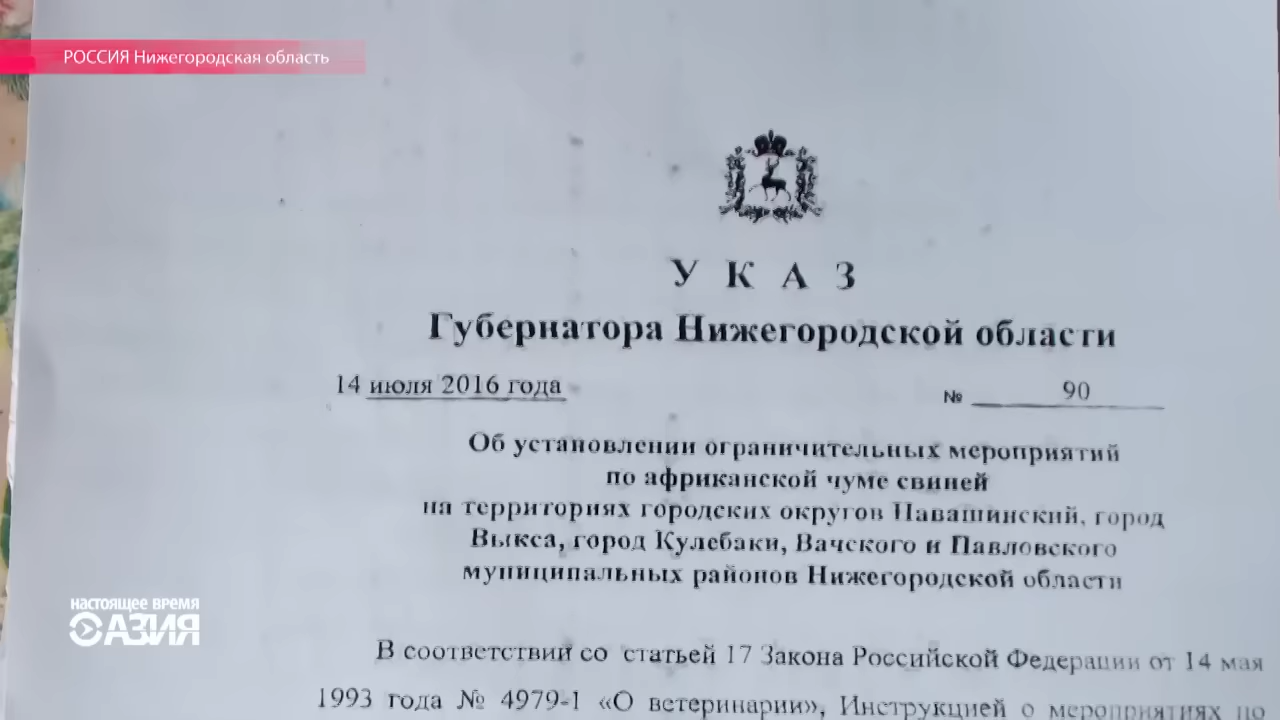 РОССИЯ Нижегородская область
У К А З
Губернатора Нижегородской области
14 июля 2016 года № 90
Об установлении ограничительных мероприятий
по африканской чуме свиней
на территориях городских округов Навашинский, город
Выкса, город Кулебаки, Вачского и Павловского
муниципальных районов Нижегородской области
В соответствии со статьей 17 Закона Российской Федерации от 14 мая
1993 года № 4979-1 «О ветеринарии», Инструкцией о мероприятиях по
настоящее время
АЗИЯ